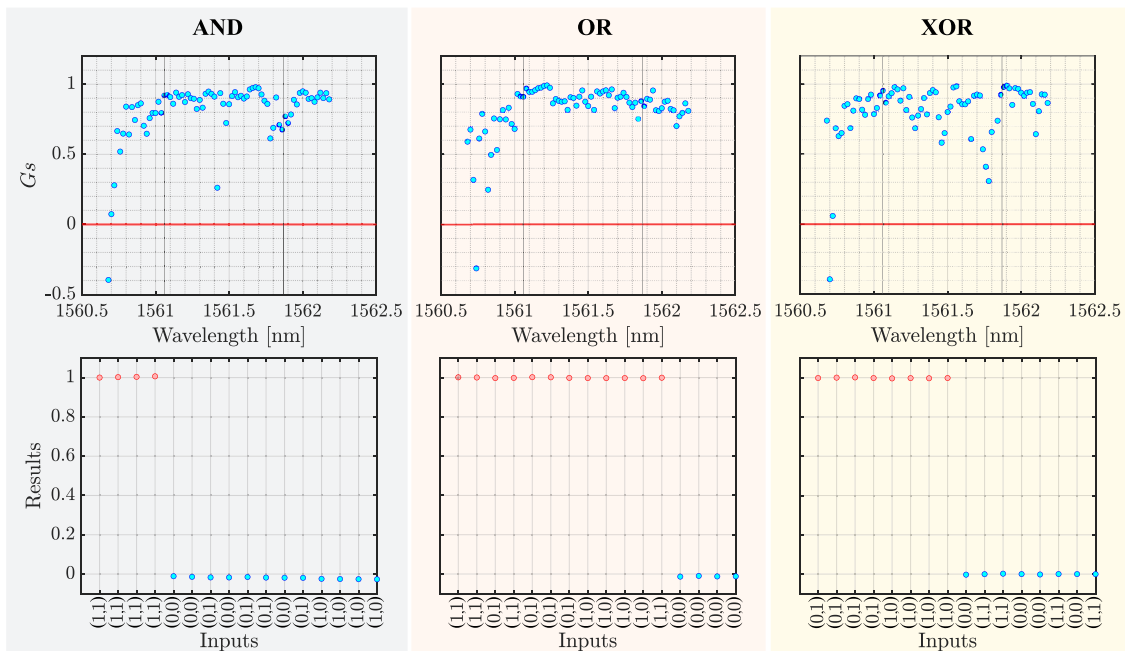 AND
OR
XOR
1
0.5
0
-0.5
Gs
1560.5 1561 1561.5 1562 1562.5
1560.5 1561 1561.5 1562 1562.5
1560.5 1561 1561.5 1562 1562.5
Wavelength [nm]
Wavelength [nm]
Wavelength [nm]
1
0.8
0.6
0.4
0.2
0
Results
(1,1) (1,1) (1,1) (1,1) (0,0) (0,0) (0,1) (0,0) (0,1) (0,1) (0,0) (0,1) (1,0) (1,0) (1,0) (1,0)
(1,1) (1,1) (0,1) (0,1) (1,1) (0,1) (0,1) (1,0) (1,0) (1,0) (1,0) (1,1) (0,0) (0,0) (0,0) (0,0)
(0,1) (0,1) (0,1) (0,1) (1,0) (1,0) (1,0) (1,0) (0,0) (1,1) (1,1) (1,1) (0,0) (0,0) (0,0) (1,1)
Inputs
Inputs
Inputs